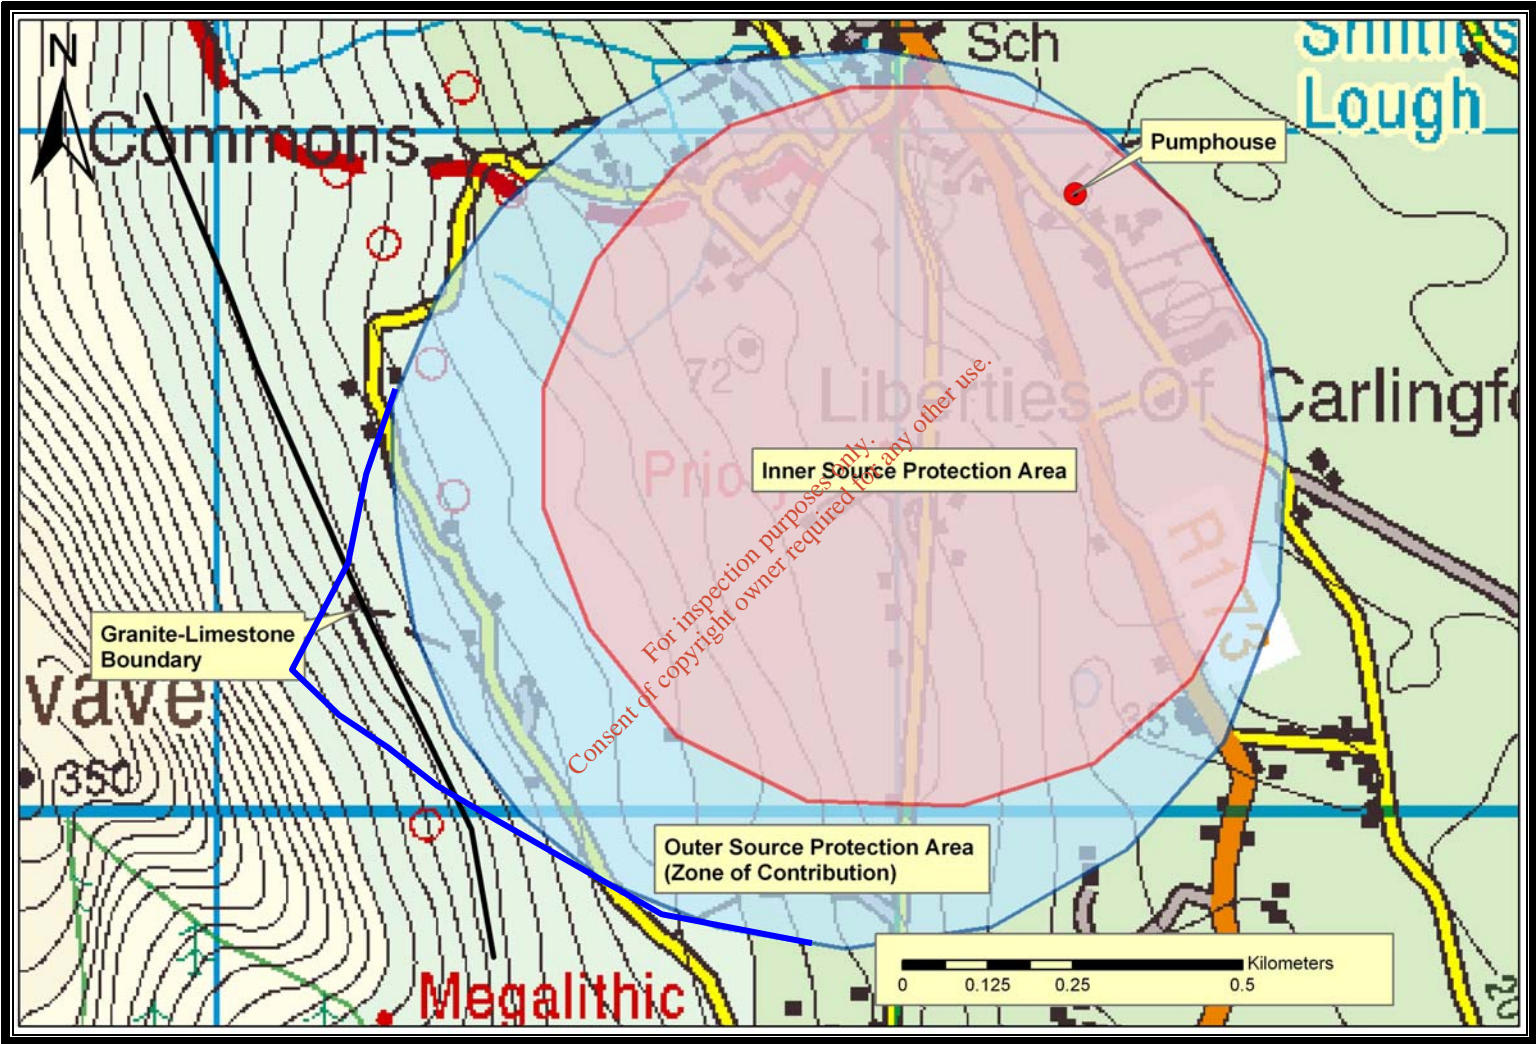 N
Sch
Lough
Commons
Pumphouse
72
Liberties Of Carlingfo
Inner Source Protection Area
R173
For inspection purposes only.
Consent of copyright owner required for any other use.
Granite-Limestone
Boundary
vave
350
35
Outer Source Protection Area
(Zone of Contribution)
Kilometers
0 0.125 0.25 0.5
Megalithic